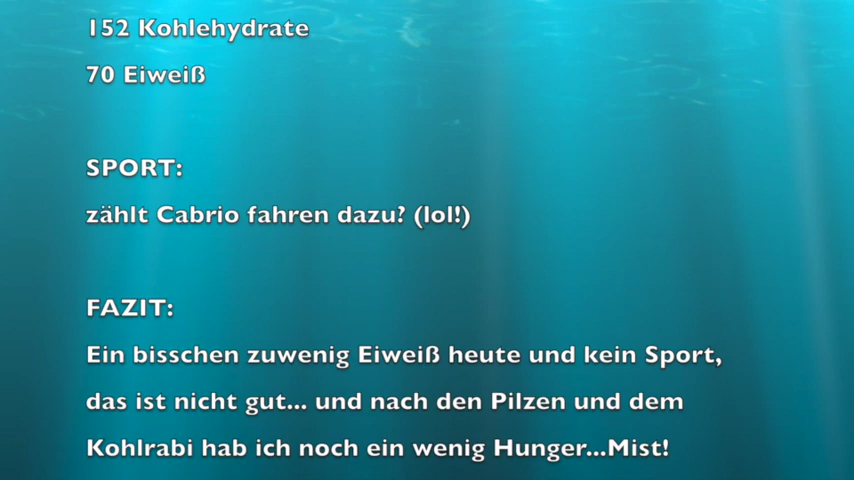 152 Kohlehydrate
70 Eiweiß
SPORT:
zählt Cabrio fahren dazu? (lol!)
FAZIT:
Ein bisschen zuwenig Eiweiß heute und kein Sport,
das ist nicht gut... und nach den Pilzen und dem
Kohlrabi hab ich noch ein wenig Hunger...Mist!